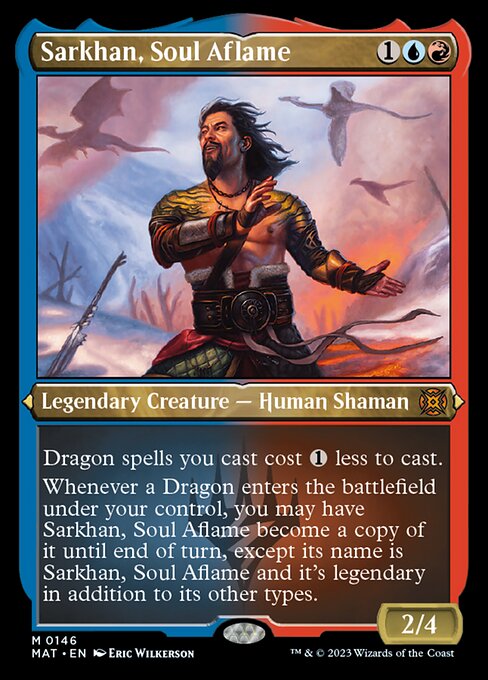 Sarkhan, Soul Aflame 1
Legendary Creature — Human Shaman
Dragon spells you cast cost 1 less to cast.
Whenever a Dragon enters the battlefield
under your control, you may have
Sarkhan, Soul Aflame become a copy of
it until end of turn, except its name is
Sarkhan, Soul Aflame and it's legendary
in addition to its other types.
2/4
M 0146
MAT • EN Eric Wilkerson
™ & © 2023 Wizards of the Coast